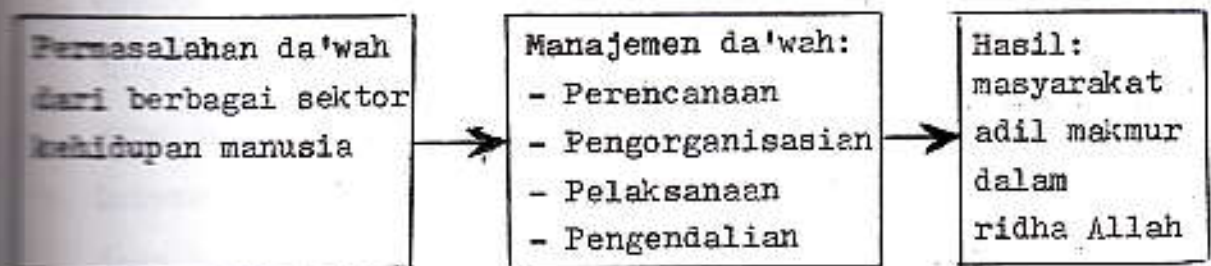 Permasalahan da'wah
dari berbagai sektor
kehidupan manusia
Manajemen da'wah:
- Perencanaan
- Pengorganisasian
- Pelaksanaan
- Pengendalian
Hasil:
masyarakat
adil makmur
dalam
ridha Allah